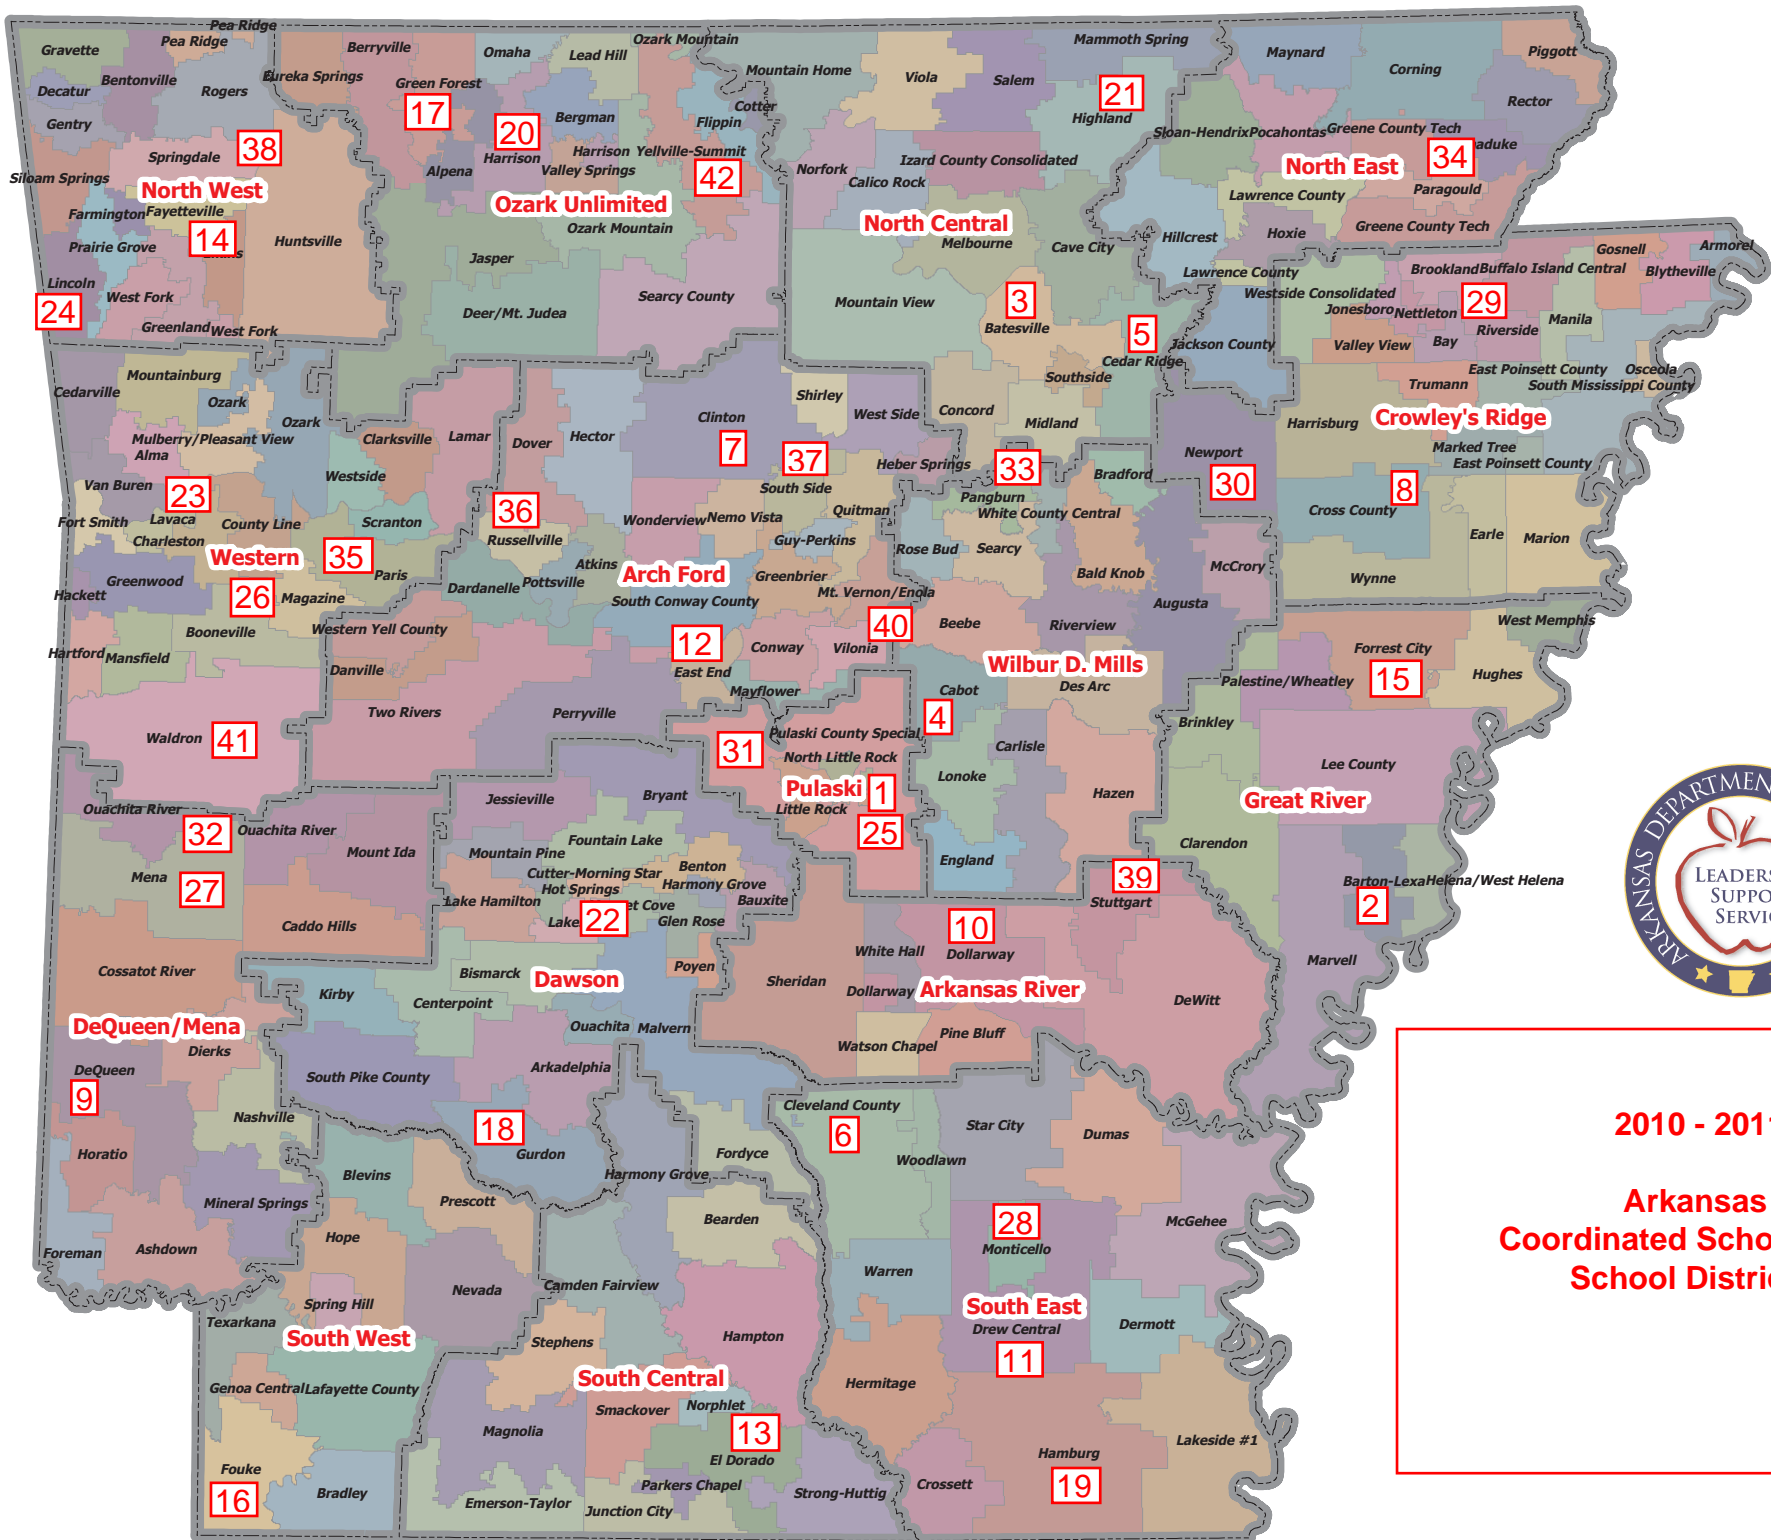 Pea Ridge
Gravette
Pea Ridge
Bentonville
Decatur
Rogers
Gentry
Springdale
38
Siloam Springs
North West
Farmington
Fayetteville
14
Prairie Grove
Huntsville
Lincoln
24
West Fork
Greenland
West Fork
Eureka Springs
Berryville
Green Forest
17
Omaha
Lead Hill
Ozark Mountain
20
Bergman
Cotter
Flippin
Alpena
Harrison
Harrison
Valley Springs
Yellville-Summit
42
Ozark Unlimited
Ozark Mountain
Jasper
Deer/Mt. Judea
Searcy County
Mountain Home
Viola
Salem
Mammoth Spring
21
Highland
Norfork
Calico Rock
Izard County Consolidated
North Central
Melbourne
Cave City
Mountain View
3
Batesville
5
Cedar Ridge
Southside
Concord
Midland
Maynard
Corning
Piggott
Rector
Sloan-Hendrix
Pocahontas
Greene County Tech
34
aduke
North East
Paragould
Lawrence County
Greene County Tech
Hoxie
Hillcrest
Lawrence County
Jackson County
Westside Consolidated
Brookland
Buffalo Island Central
Gosnell
Armorel
Blytheville
29
Jonesboro
Nettleton
Riverside
Manila
Valley View
Bay
East Poinsett County
Osceola
Trumann
South Mississippi County
Crowley's Ridge
Harrisburg
Marked Tree
East Poinsett County
8
Cross County
Earle
Marion
Wynne
Cedarville
Mountainburg
Ozark
Ozark
Mulberry/Pleasant View
Alma
Clarksville
Lamar
Westside
Van Buren
23
Fort Smith
Lavaca
County Line
Scranton
Charleston
Western
35
Paris
Greenwood
Hackett
26
Magazine
Booneville
Hartford
Mansfield
Waldron
41
Dover
Hector
Clinton
7
Shirley
West Side
37
Heber Springs
South Side
36
Russellville
Wonderview
Nemo Vista
Quitman
Guy-Perkins
Atkins
Arch Ford
Greenbrier
Dardanelle
Pottsville
South Conway County
Mt. Vernon/Enola
40
Western Yell County
12
Conway
Vilonia
Danville
East End
Mayflower
Two Rivers
Perryville
33
Bradford
Newport
30
Pangburn
White County Central
Rose Bud
Searcy
Bald Knob
McCrory
Augusta
Beebe
Riverview
Wilbur D. Mills
Des Arc
Cabot
4
Carlisle
Lonoke
Hazen
England
West Memphis
Forrest City
15
Hughes
Palestine/Wheatley
Brinkley
Lee County
Great River
Clarendon
Barton-Lexa
Helena/West Helena
2
Marvell
31
Pulaski County Special
North Little Rock
Pulaski
1
Little Rock
25
Ouachita River
32
Ouachita River
Mount Ida
Mena
27
Caddo Hills
Cossatot River
DeQueen/Mena
Dierks
DeQueen
9
Nashville
Horatio
Mineral Springs
Foreman
Ashdown
Jessieville
Bryant
Fountain Lake
Mountain Pine
Cutter-Morning Star
Benton
Hot Springs
Harmony Grove
Lake Hamilton
Bauxite
Lake
22
et Cove
Glen Rose
Bismarck
Dawson
Poyen
Kirby
Centerpoint
Ouachita
Malvern
South Pike County
Arkadelphia
18
Gurdon
39
Stuttgart
10
White Hall
Dollarway
Sheridan
Dollarway
Arkansas River
DeWitt
Watson Chapel
Pine Bluff
Blevins
Prescott
Hope
Nevada
Spring Hill
Texarkana
South West
Genoa Central
Lafayette County
Fouke
16
Bradley
Harmony Grove
Fordyce
Bearden
Camden Fairview
Hampton
Stephens
South Central
Smackover
Norphlet
13
Magnolia
El Dorado
Parkers Chapel
Emerson-Taylor
Junction City
Strong-Huttig
Cleveland County
6
Star City
Dumas
Woodlawn
28
Monticello
McGehee
Warren
South East
Drew Central
11
Dermott
Hermitage
Hamburg
19
Lakeside #1
Crossett
ARKANSAS DEPARTMEN
LEADERS
SUPPO
SERVIC
2010 - 201
Arkansas
Coordinated Scho
School Distri